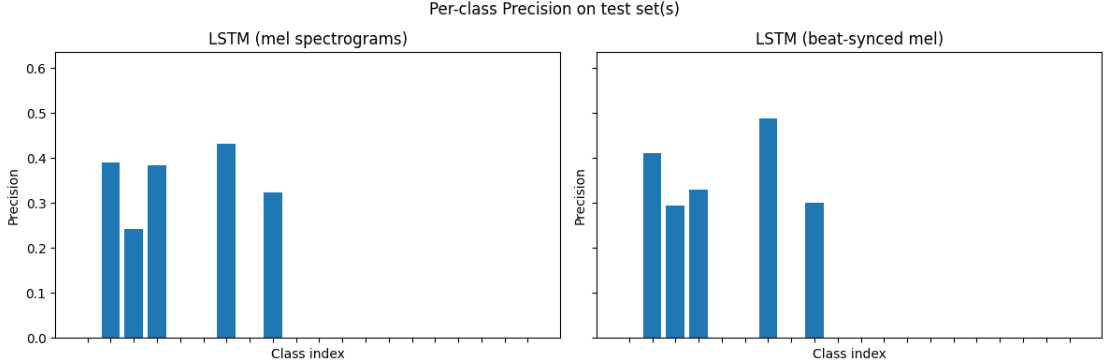 Per-class Precision on test set(s)
LSTM (mel spectrograms)
LSTM (beat-synced mel)
0.6
0.5
0.4
0.3
0.2
0.1
0.0
Precision
Precision
Class index
Class index